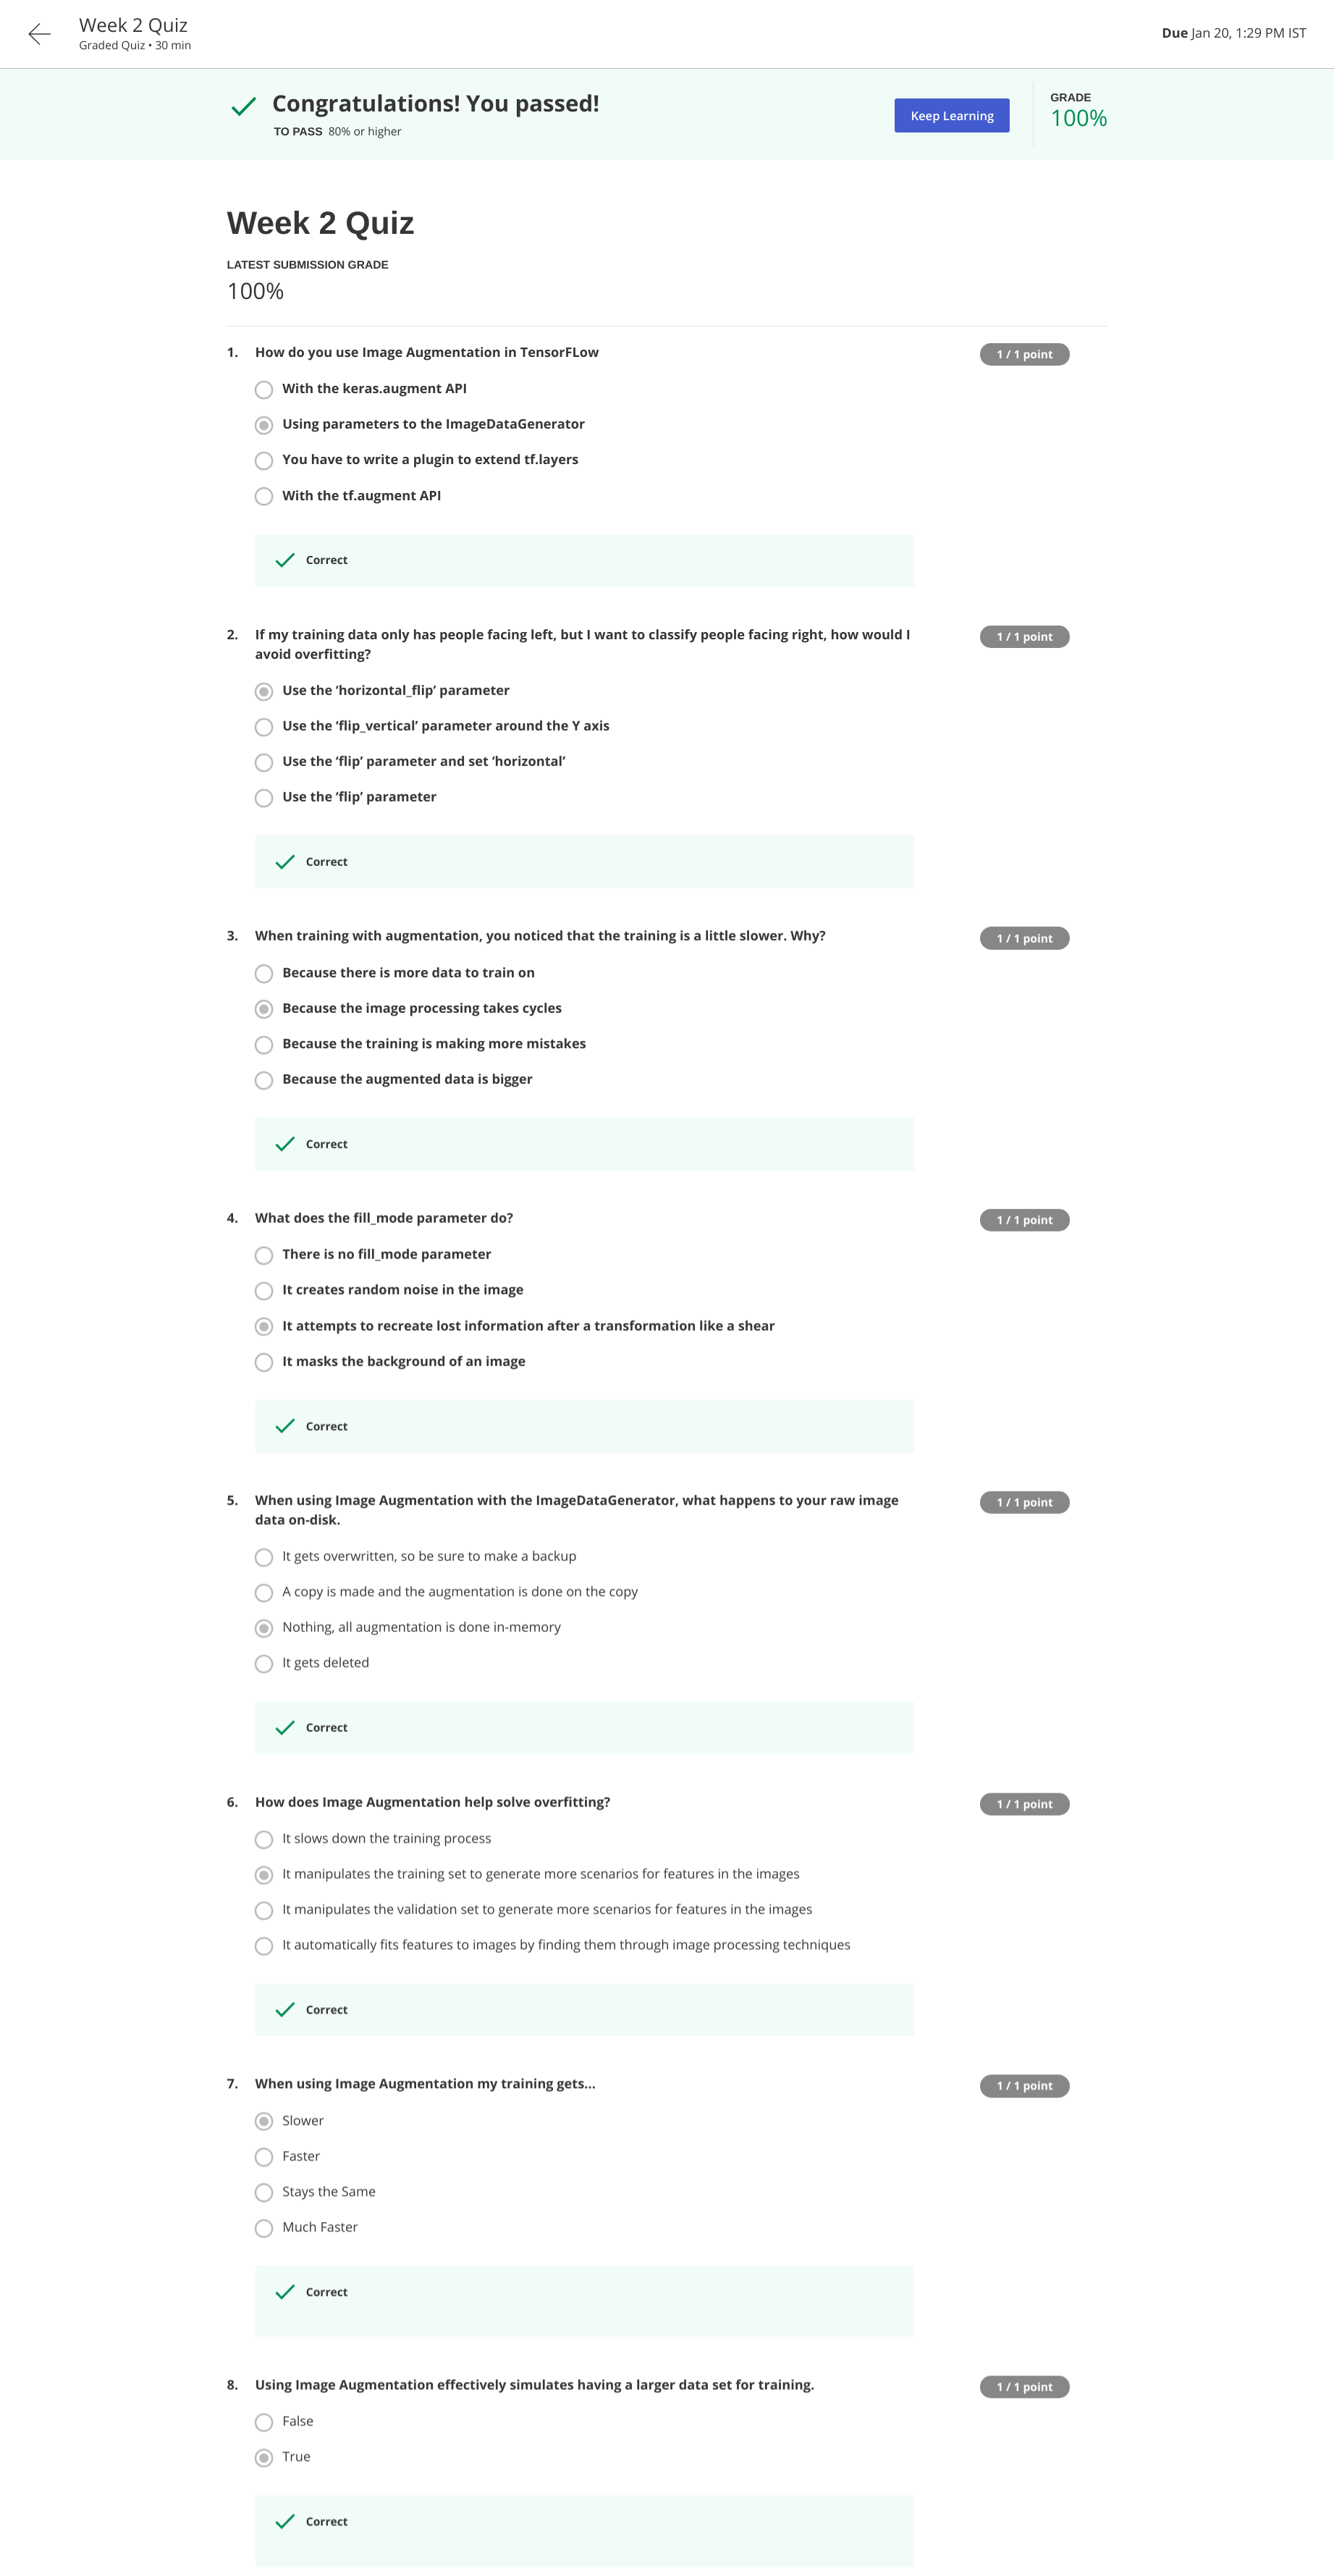 Week 2 Quiz
Graded Quiz • 30 min
Due Jan 20, 1:29 PM IST
Congratulations! You passed!
TO PASS 80% or higher
Keep Learning
GRADE
100%
Week 2 Quiz
LATEST SUBMISSION GRADE
100%
1. How do you use Image Augmentation in TensorFLow
1 / 1 point
With the keras.augment API
Using parameters to the ImageDataGenerator
You have to write a plugin to extend tf.layers
With the tf.augment API
Correct
2. If my training data only has people facing left, but I want to classify people facing right, how would I
avoid overfitting?
1 / 1 point
Use the ‘horizontal_flip’ parameter
Use the ‘flip_vertical’ parameter around the Y axis
Use the ‘flip’ parameter and set ‘horizontal’
Use the ‘flip’ parameter
Correct
3. When training with augmentation, you noticed that the training is a little slower. Why?
1 / 1 point
Because there is more data to train on
Because the image processing takes cycles
Because the training is making more mistakes
Because the augmented data is bigger
Correct
4. What does the fill_mode parameter do?
1 / 1 point
There is no fill_mode parameter
It creates random noise in the image
It attempts to recreate lost information after a transformation like a shear
It masks the background of an image
Correct
5. When using Image Augmentation with the ImageDataGenerator, what happens to your raw image
data on-disk.
1 / 1 point
It gets overwritten, so be sure to make a backup
A copy is made and the augmentation is done on the copy
Nothing, all augmentation is done in-memory
It gets deleted
Correct
6. How does Image Augmentation help solve overfitting?
1 / 1 point
It slows down the training process
It manipulates the training set to generate more scenarios for features in the images
It manipulates the validation set to generate more scenarios for features in the images
It automatically fits features to images by finding them through image processing techniques
Correct
7. When using Image Augmentation my training gets...
1 / 1 point
Slower
Faster
Stays the Same
Much Faster
Correct
8. Using Image Augmentation effectively simulates having a larger data set for training.
1 / 1 point
False
True
Correct